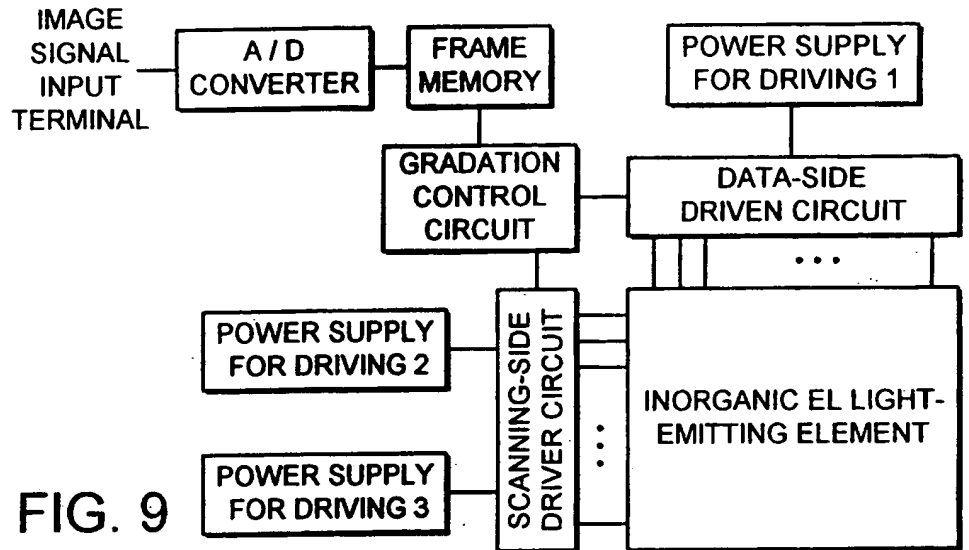 IMAGE
SIGNAL
INPUT
TERMINAL
A / D
CONVERTER
FRAME
MEMORY
POWER SUPPLY
FOR DRIVING 1
GRADATION
CONTROL
CIRCUIT
DATA-SIDE
DRIVEN CIRCUIT
POWER SUPPLY
FOR DRIVING 2
SCANNING-SIDE
DRIVER CIRCUIT
INORGANIC EL LIGHT-
EMITTING ELEMENT
POWER SUPPLY
FOR DRIVING 3
FIG. 9